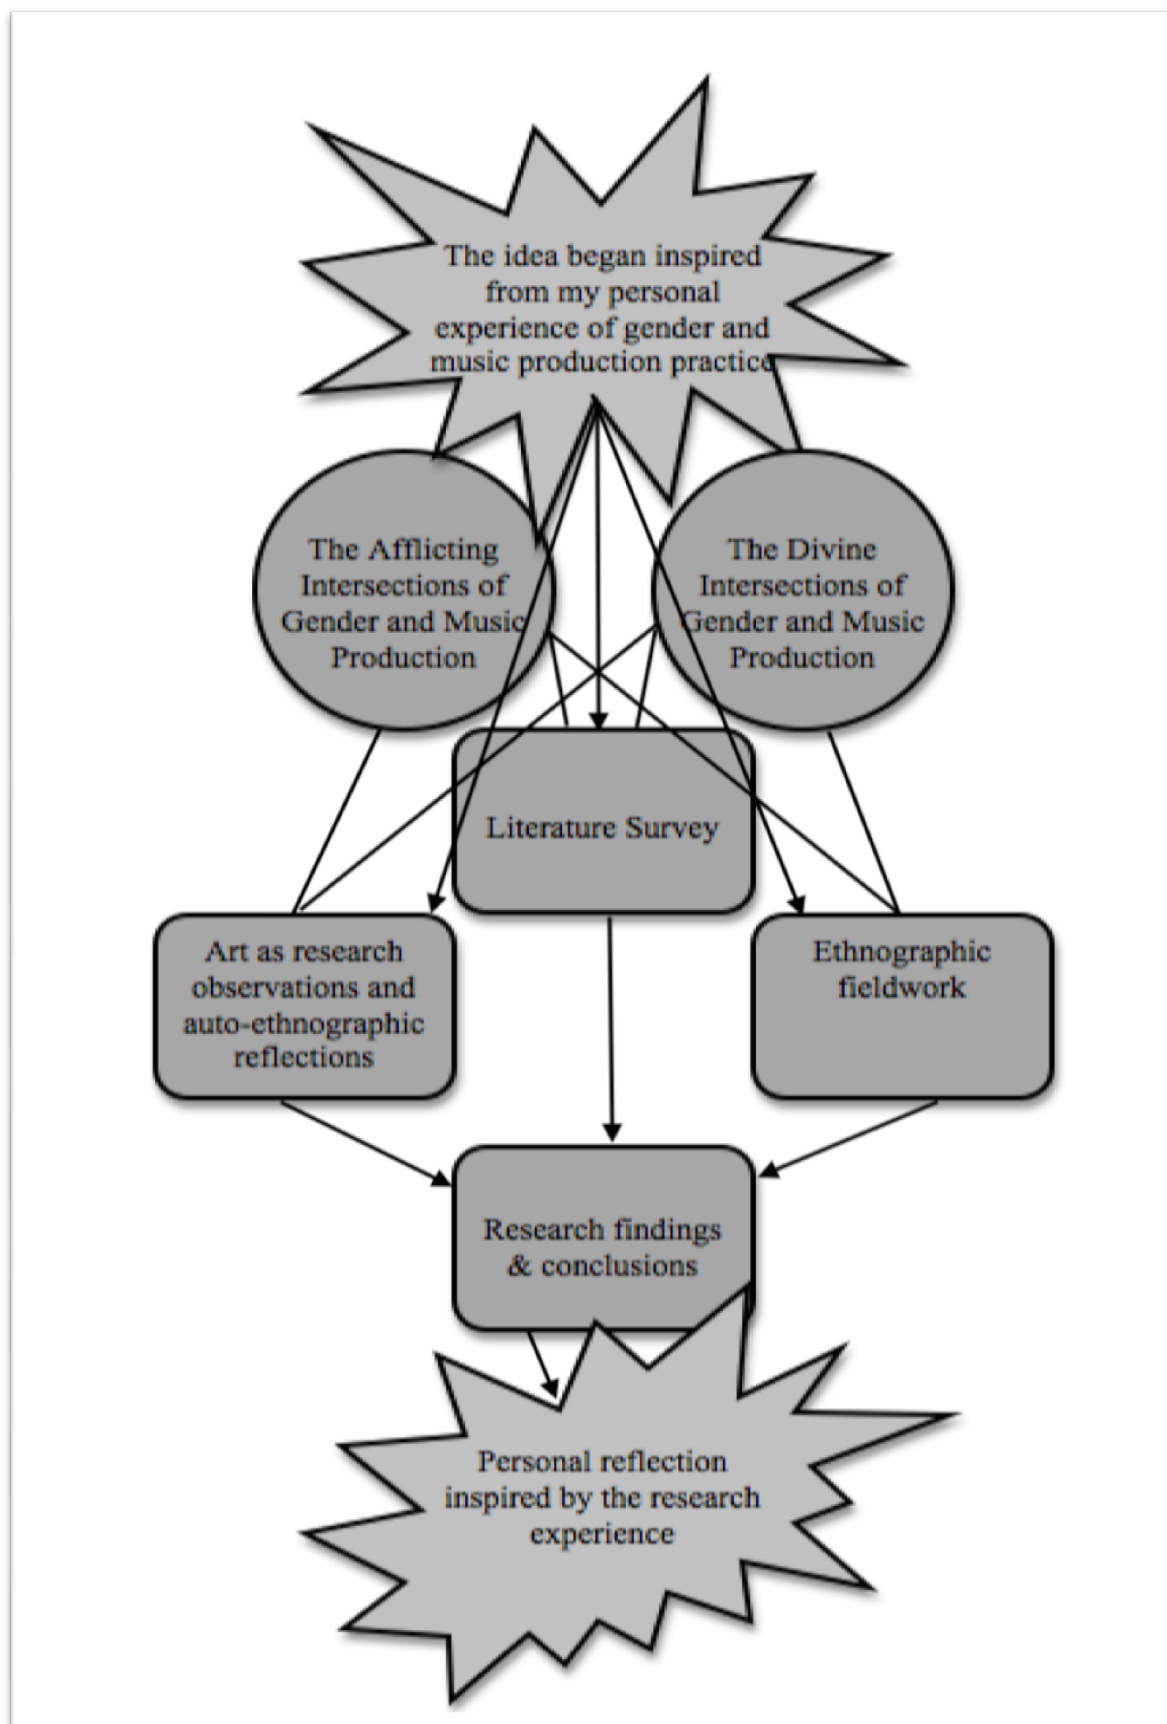 The idea began inspired
from my personal
experience of gender and
music production practice
The Afflicting
Intersections of
Gender and Music
Production
The Divine
Intersections of
Gender and Music
Production
Literature Survey
Art as research
observations and
auto-ethnographic
reflections
Ethnographic
fieldwork
Research findings
& conclusions
Personal reflection
inspired by the research
experience